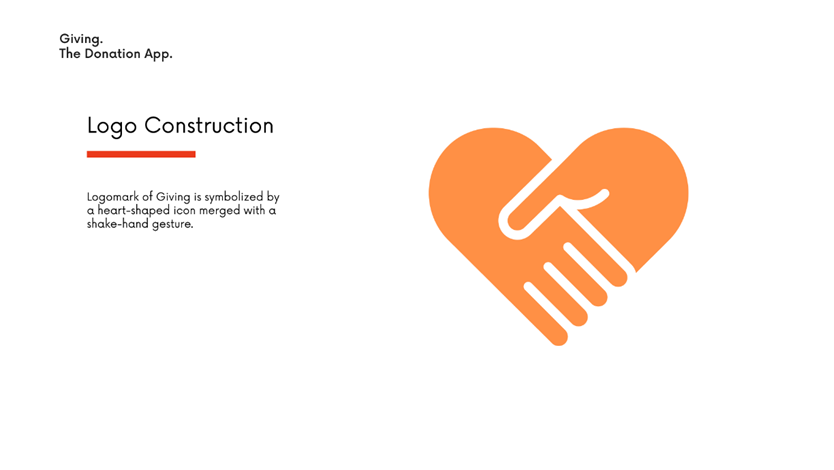 Giving.
The Donation App.
Logo Construction
Logomark of Giving is symbolized by
a heart-shaped icon merged with a
shake-hand gesture.